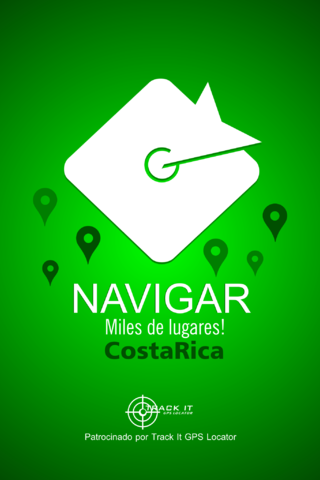 NAVIGAR
Miles de lugares!
CostaRica
TRACK IT
GPS LOCATOR
Patrocinado por Track It GPS Locator